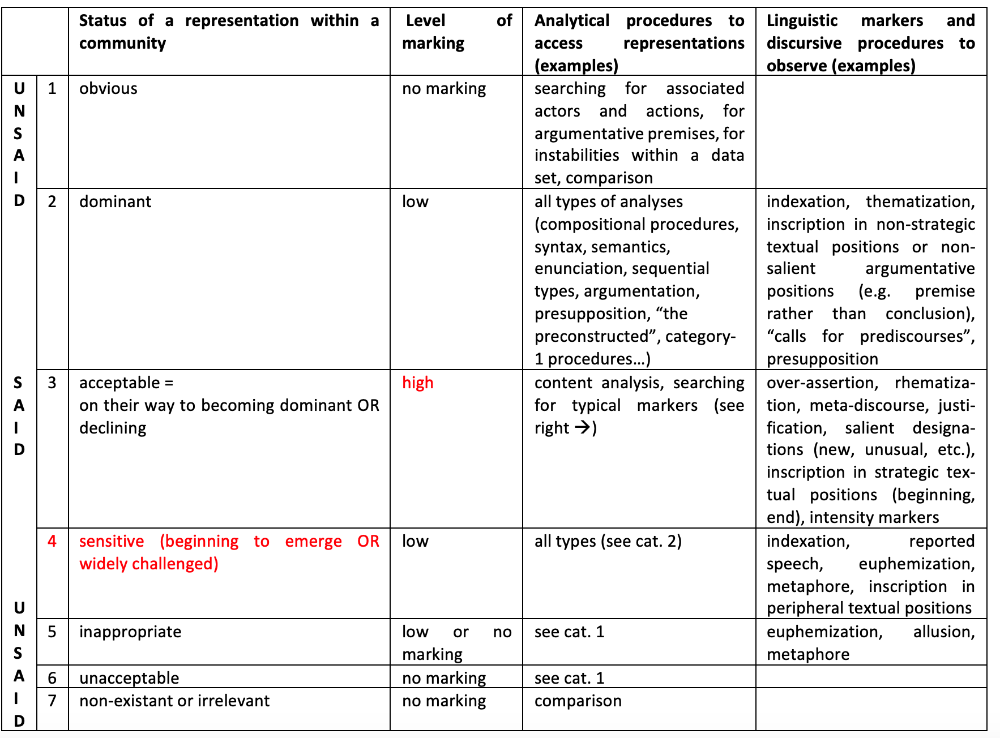 Status of a representation within a
community
Level of
marking
Analytical procedures to
access representations
(examples)
Linguistic markers and
discursive procedures to
observe (examples)
U
N
S
A
I
D
1
obvious
no marking
searching for associated
actors and actions, for
argumentative premises, for
instabilities within a data
set, comparison
2
dominant
low
all types of analyses
(compositional procedures,
syntax, semantics,
enunciation, sequential
types, argumentation,
presupposition, “the
preconstructed”, category-
1 procedures...)
indexation, thematization,
inscription in non-strategic
textual positions or non-
salient argumentative
positions (e.g. premise
rather than conclusion),
“calls for prediscourses”,
presupposition
S
A
I
D
3
acceptable =
on their way to becoming dominant OR
declining
high
content analysis, searching
for typical markers (see
right →)
over-assertion, rhematiza-
tion, meta-discourse, justi-
fication, salient designa-
tions (new, unusual, etc.),
inscription in strategic tex-
tual positions (beginning,
end), intensity markers
4
sensitive (beginning to emerge OR
widely challenged)
low
all types (see cat. 2)
indexation, reported
speech, euphemization,
metaphore, inscription in
peripheral textual positions
U
N
S
A
I
D
5
inappropriate
low or no
marking
see cat. 1
euphemization, allusion,
metaphore
6
unacceptable
no marking
see cat. 1
7
non-existant or irrelevant
no marking
comparison